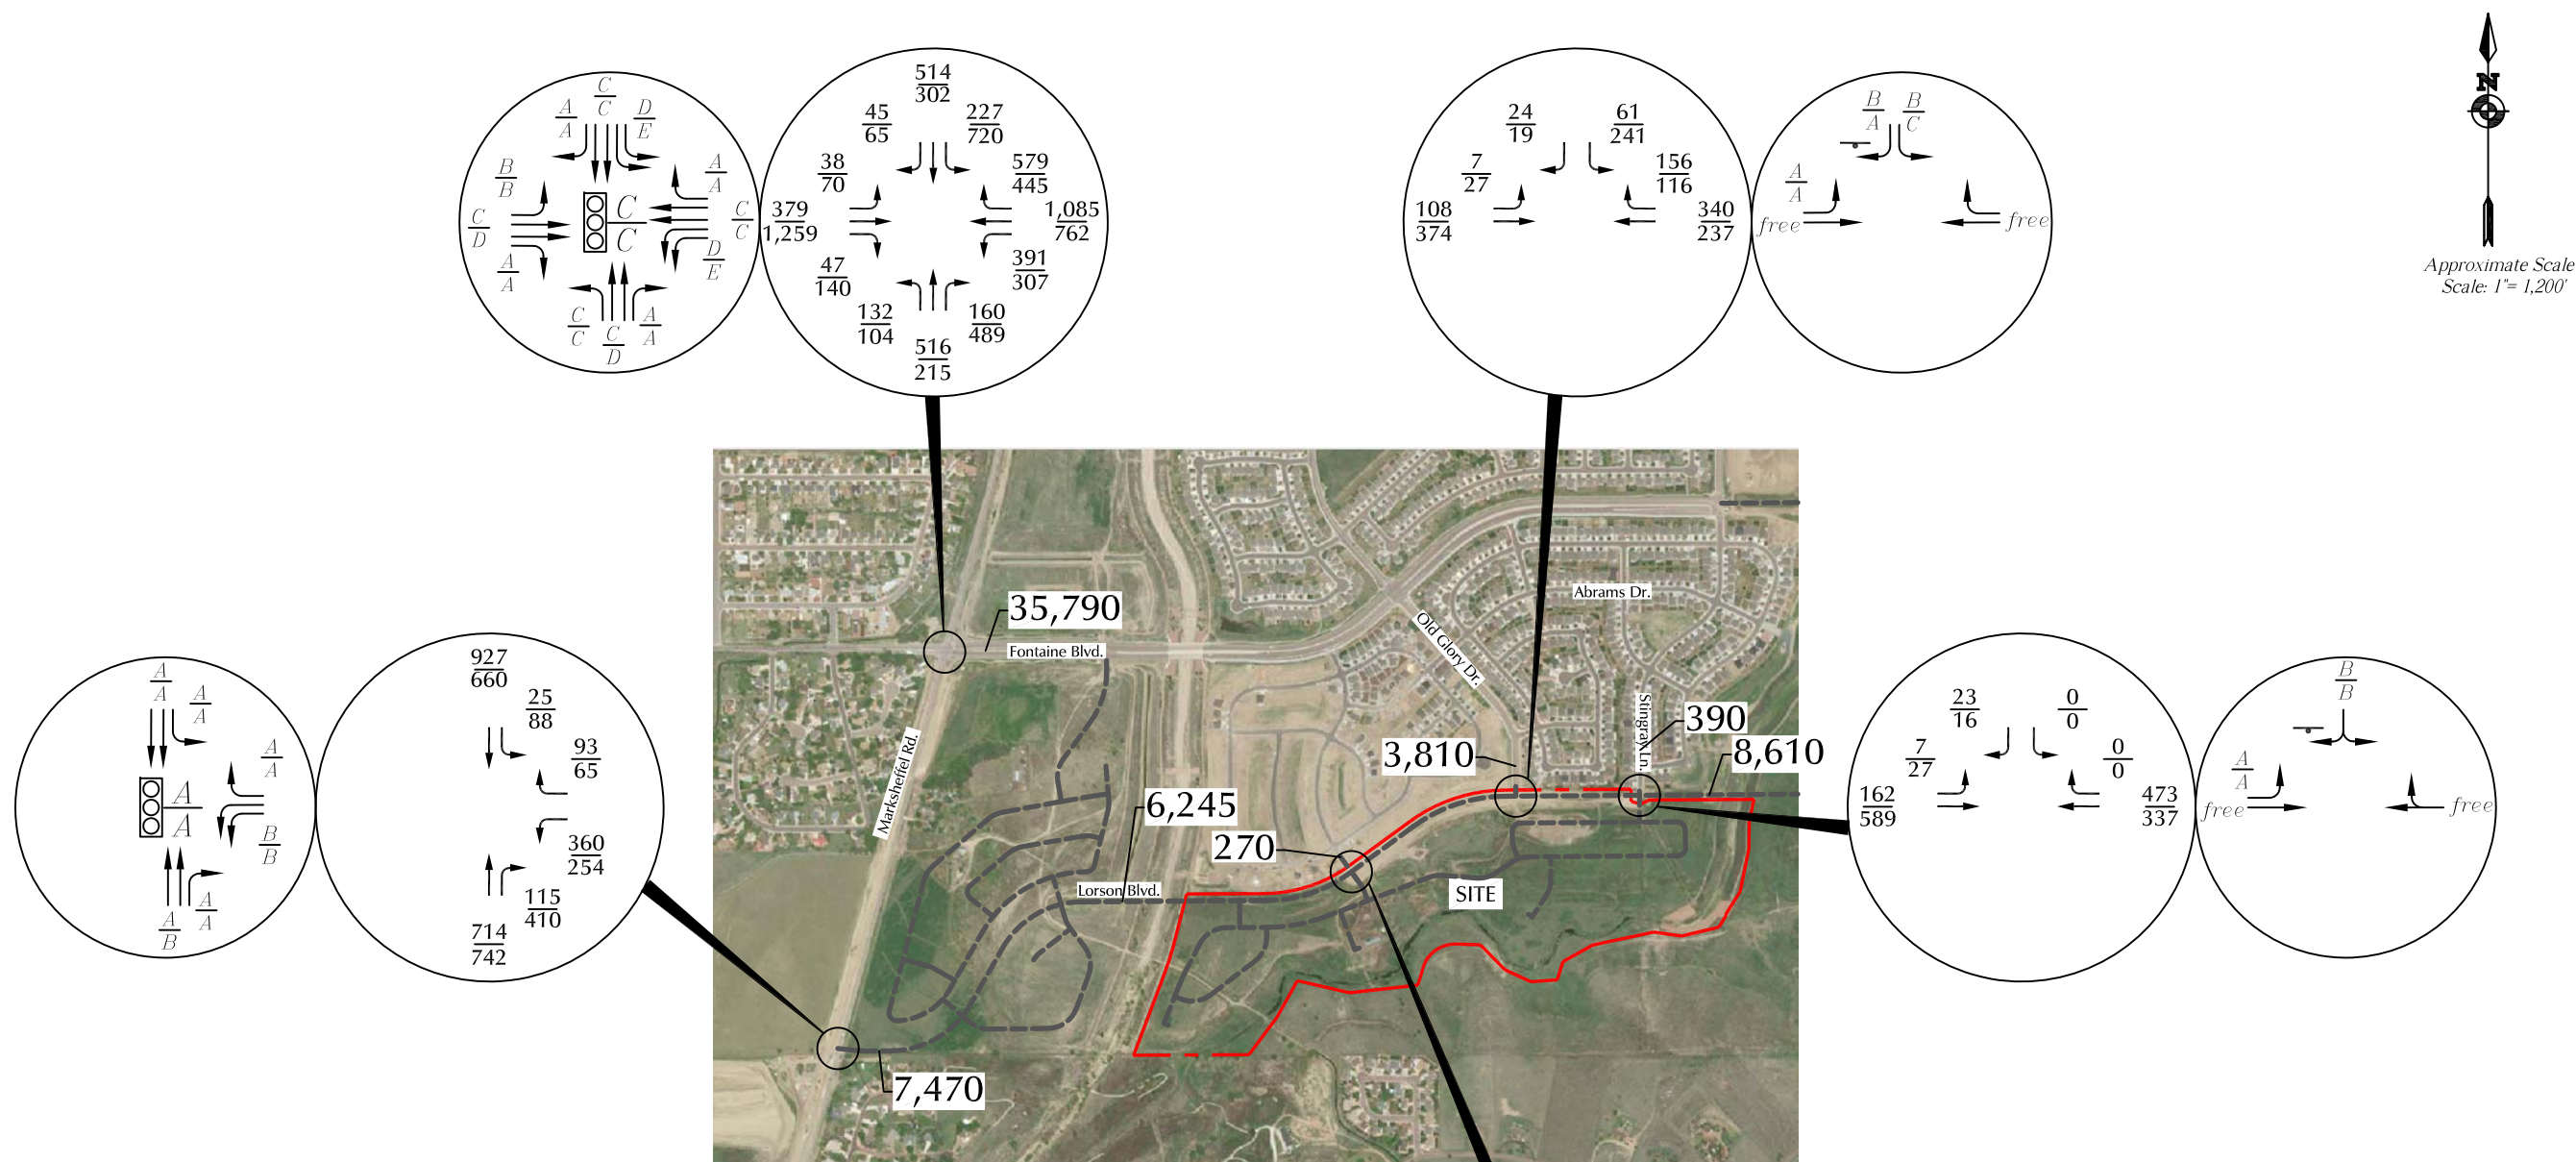 N
Approximate Scale
Scale: 1"= 1,200'
A
A
C
C
D
E
B
B
C
D
A
A
C
C
A
A
C
C
D
E
C
C
C
D
A
A
514
302
45
65
227
720
38
70
579
445
379
1,259
1,085
762
47
140
391
307
132
104
160
489
516
215
24
19
61
241
7
27
156
116
108
374
340
237
B
A
B
C
A
A
free
free
35,790
Fontaine Blvd.
Abrams Dr.
Old Glory Dr.
Marksheffel Rd.
Stingray Ln.
390
3,810
8,610
6,245
270
Lorson Blvd.
SITE
7,470
A
A
A
A
A
A
A
A
B
B
A
B
A
A
927
660
25
88
93
65
360
254
115
410
714
742
23
16
0
0
7
27
0
0
162
589
473
337
B
B
A
A
free
free